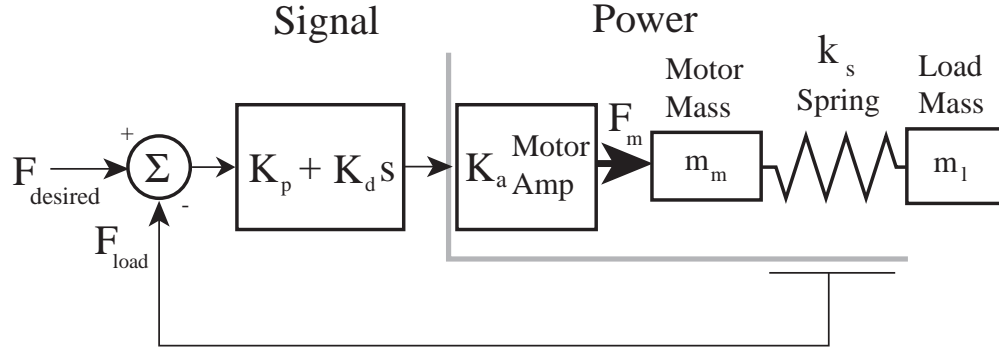 Signal
Power
Motor
Mass
k s
Spring
Load
Mass
+
F desired
Σ
-
K p + K d s
K a
Motor
Amp
F m
m m
m l
F load